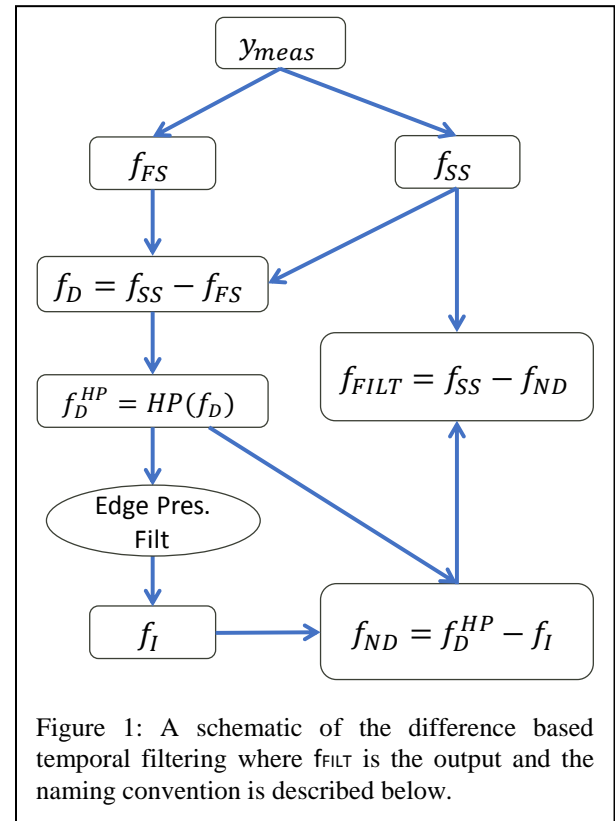 y_meas
f_FS
f_SS
f_D = f_SS − f_FS
f_FILT = f_SS − f_ND
f_D^HP = HP(f_D)
Edge Pres.
Filt
f_I
f_ND = f_D^HP − f_I
Figure 1: A schematic of the difference based
temporal filtering where fFILT is the output and the
naming convention is described below.